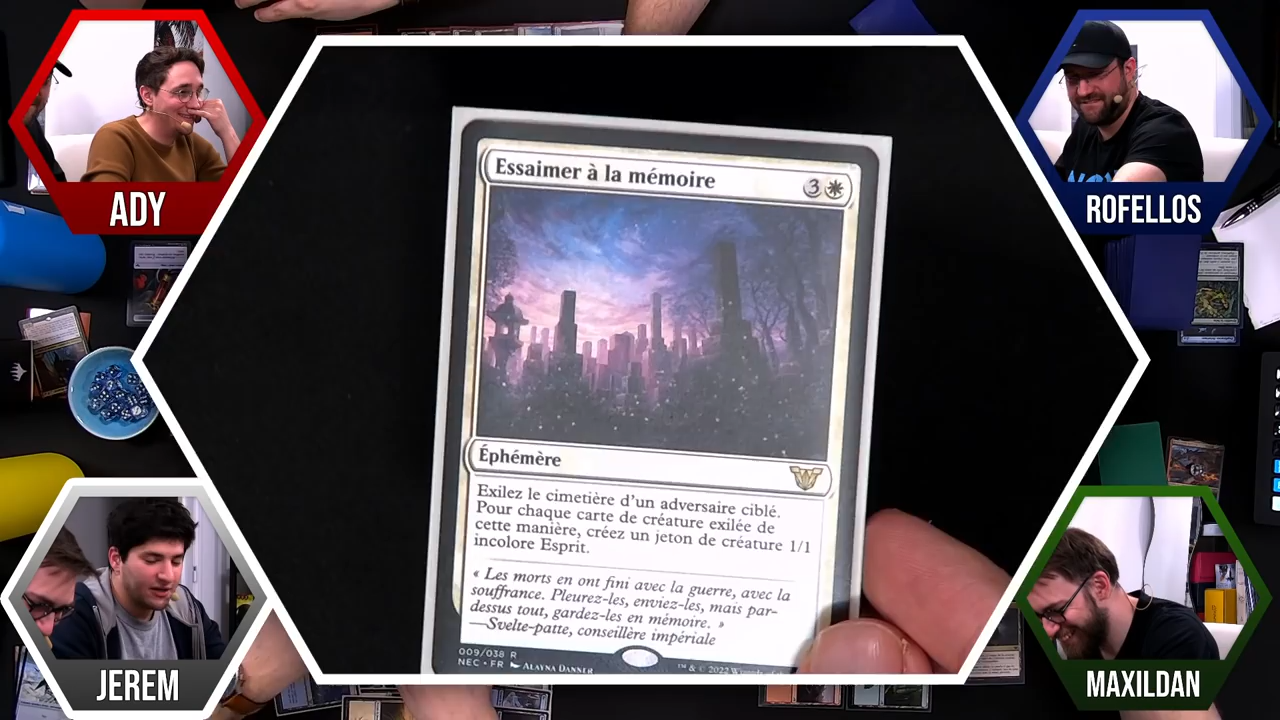 ADY
ROFELLOS
Essaimer à la mémoire
3
Éphémère
Exilez le cimetière d'un adversaire ciblé.
Pour chaque carte de créature exilée de
cette manière, créez un jeton de créature 1/1
incolore Esprit.
« Les morts en ont fini avec la guerre, avec la
souffrance. Pleurez-les, enviez-les, mais par-
dessus tout, gardez-les en mémoire. »
—Svelte-patte, conseillère impériale
009/038 R
NEC • FR ALAYNA DANNER
™ & © 2022
JEREM
MAXILDAN